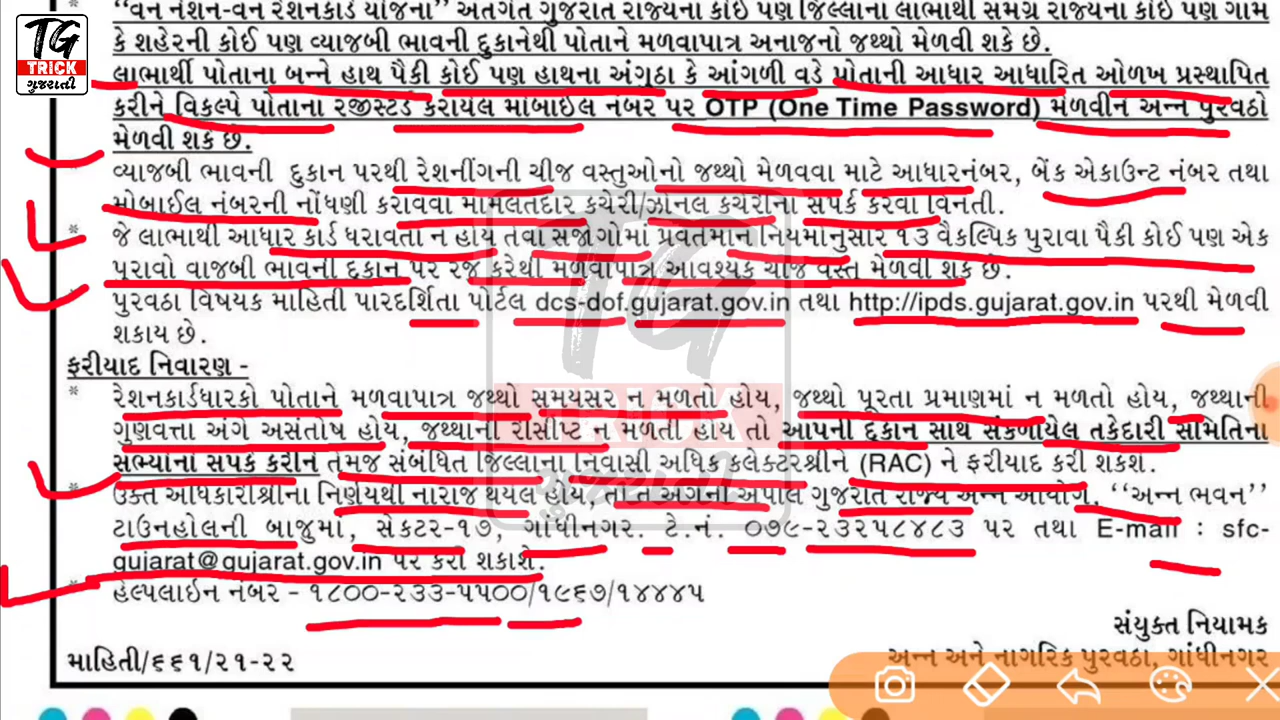 TG
TRICK
ગુજરાતી
* “વન નેશન-વન રેશનકાર્ડ યોજના” અંતર્ગત ગુજરાત રાજ્યના કોઈ પણ જિલ્લાના લાભાર્થી સમગ્ર રાજ્યના કોઈ પણ ગામ
કે શહેરની કોઈ પણ વ્યાજબી ભાવની દુકાનેથી પોતાને મળવાપાત્ર અનાજનો જથ્થો મેળવી શકે છે.
લાભાર્થી પોતાના બન્ને હાથ પૈકી કોઈ પણ હાથના અંગુઠા કે આંગળી વડે પોતાની આધાર આધારિત ઓળખ પ્રસ્થાપિત
કરીને વિકલ્પે પોતાના રજીસ્ટર્ડ કરાયેલ મોબાઈલ નંબર પર OTP (One Time Password) મેળવીને અન્ન પુરવઠો
મેળવી શકે છે.
વ્યાજબી ભાવની દુકાન પરથી રેશનીંગની ચીજ વસ્તુઓનો જથ્થો મેળવવા માટે આધારનંબર, બેંક એકાઉન્ટ નંબર તથા
મોબાઈલ નંબરની નોંધણી કરાવવા મામલતદાર કચેરી/ઝોનલ કચેરીના સંપર્ક કરવા વિનંતી.
* જે લાભાર્થી આધાર કાર્ડ ધરાવતા ન હોય તેવા સંજોગોમાં પ્રવર્તમાન નિયમાનુસાર ૧૩ વૈકલ્પિક પુરાવા પૈકી કોઈ પણ એક
પુરાવો વાજબી ભાવની દુકાન પર રજૂ કરેથી મળવાપાત્ર આવશ્યક ચીજ વસ્તુ મેળવી શકે છે.
* પુરવઠા વિષયક માહિતી પારદર્શિતા પોર્ટલ dcs-dof.gujarat.gov.in તથા http://ipds.gujarat.gov.in પરથી મેળવી
શકાય છે.
ફરીયાદ નિવારણ -
* રેશનકાર્ડધારકો પોતાને મળવાપાત્ર જથ્થો સમયસર ન મળતો હોય, જથ્થો પૂરતા પ્રમાણમાં ન મળતો હોય, જથ્થાની
ગુણવત્તા અંગે અસંતોષ હોય, જથ્થાના રીસીપ્ટ ન મળતી હોય તો આપની દુકાન સાથે સંકળાયેલ તકેદારી સમિતિના
સભ્યોનો સંપર્ક કરીને તેમજ સંબંધિત જિલ્લાના નિવાસી અધિક કલેક્ટરશ્રીને (RAC) ને ફરીયાદ કરી શકશે.
* ઉક્ત અધિકારીશ્રીના નિર્ણયથી નારાજ થયેલ હોય, તો તે અંગેની અપીલ ગુજરાત રાજ્ય અન્ન આયોગ, “અન્ન ભવન”
ટાઉનહોલની બાજુમાં, સેક્ટર-૧૭, ગાંધીનગર. ટે.નં. ૦૭૯-૨૩૨૫૮૪૮૩ પર તથા E-mail : sfc-
gujarat@gujarat.gov.in પર કરી શકાશે.
* હેલ્પલાઈન નંબર - ૧૮૦૦-૨૩૩-૫૫૦૦/૧૯૬૭/૧૪૪૪૫
સંયુક્ત નિયામક
માહિતી/૬૬૧/૨૧-૨૨
અન્ન અને નાગરિક પુરવઠા, ગાંધીનગર